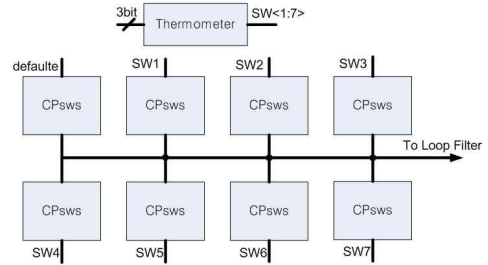 3bit
Thermometer
SW<1:7>
defaulte
SW1
SW2
SW3
CPsws
CPsws
CPsws
CPsws
To Loop Filter
CPsws
CPsws
CPsws
CPsws
SW4
SW5
SW6
SW7